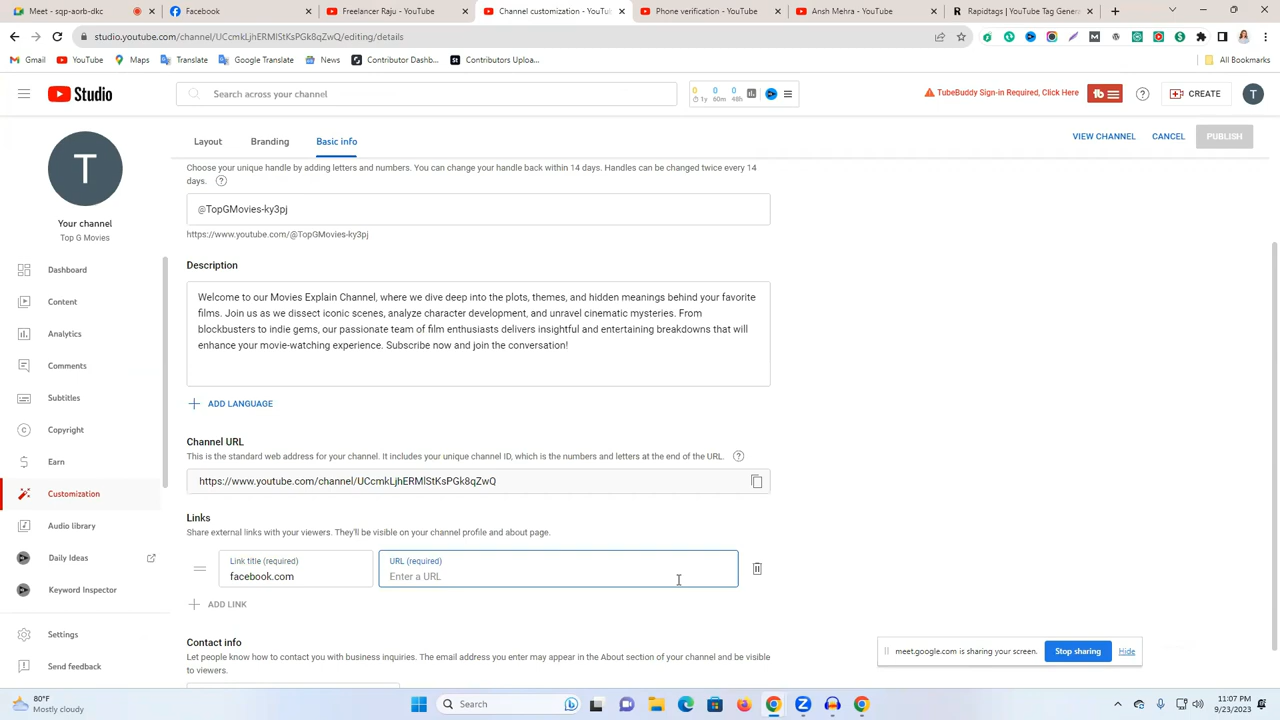 Meet - sqp-aorb-dkc
Facebook
Freelancer Raju - YouTube
Channel customization - YouTu
Phone verification - YouTube
Ansh Mehra - YouTube
Rapidtags | YouTube Tag Genera
studio.youtube.com/channel/UCcmkLjhERMlStKsPGk8qZwQ/editing/details
Gmail
YouTube
Maps
Translate
Google Translate
News
Contributor Dashb...
Contributor Uploa...
All Bookmarks
Studio
Search across your channel
0 0 0
1y 60m 48h
TubeBuddy Sign-in Required, Click Here
tb
CREATE
T
Layout
Branding
Basic info
VIEW CHANNEL
CANCEL
PUBLISH
T
Your channel
Top G Movies
Dashboard
Content
Analytics
Comments
Subtitles
Copyright
Earn
Customization
Audio library
Daily Ideas
Keyword Inspector
Settings
Send feedback
Choose your unique handle by adding letters and numbers. You can change your handle back within 14 days. Handles can be changed twice every 14
days.
@TopGMovies-ky3pj
https://www.youtube.com/@TopGMovies-ky3pj
Description
Welcome to our Movies Explain Channel, where we dive deep into the plots, themes, and hidden meanings behind your favorite
films. Join us as we dissect iconic scenes, analyze character development, and unravel cinematic mysteries. From
blockbusters to indie gems, our passionate team of film enthusiasts delivers insightful and entertaining breakdowns that will
enhance your movie-watching experience. Subscribe now and join the conversation!
ADD LANGUAGE
Channel URL
This is the standard web address for your channel. It includes your unique channel ID, which is the numbers and letters at the end of the URL.
https://www.youtube.com/channel/UCcmkLjhERMlStKsPGk8qZwQ
Links
Share external links with your viewers. They'll be visible on your channel profile and about page.
Link title (required)
facebook.com
URL (required)
Enter a URL
ADD LINK
Contact info
Let people know how to contact you with business inquiries. The email address you enter may appear in the About section of your channel and be visible
to viewers.
meet.google.com is sharing your screen.
Stop sharing
Hide
80°F
Mostly cloudy
Search
11:07 PM
9/23/2023